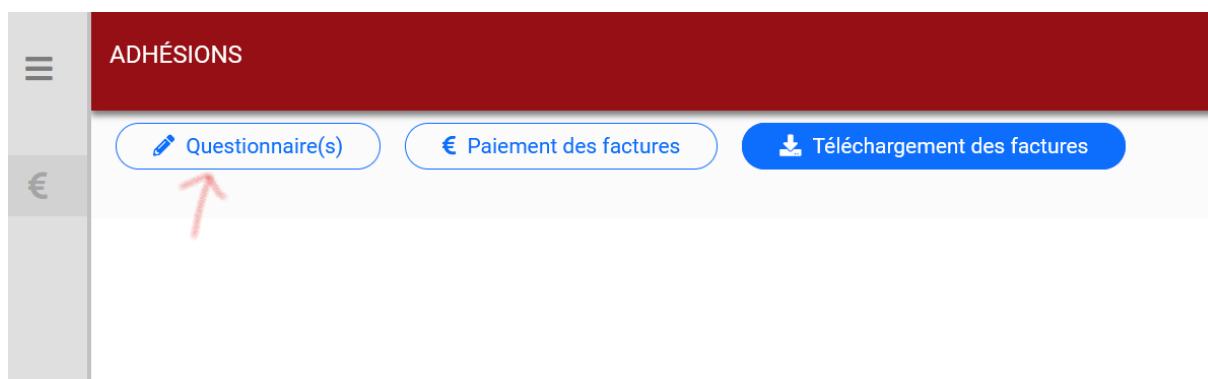 ADHÉSIONS
Questionnaire(s)
€ Paiement des factures
Téléchargement des factures
€